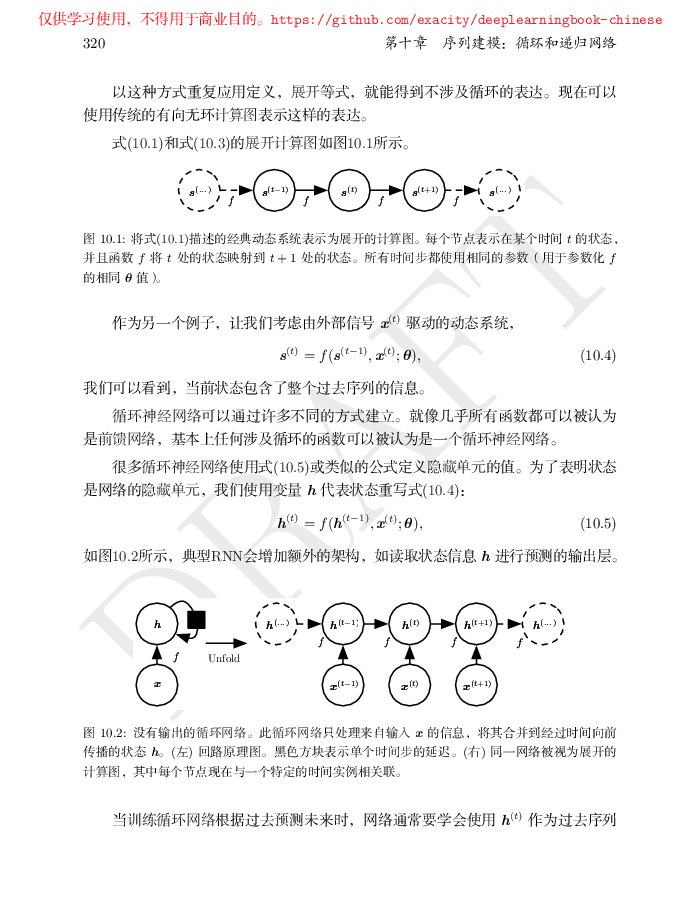 仅供学习使用，不得用于商业目的。https://github.com/exacity/deeplearningbook-chinese
320 第十章 序列建模：循环和递归网络
以这种方式重复应用定义，展开等式，就能得到不涉及循环的表达。现在可以
使用传统的有向无环计算图表示这样的表达。
式(10.1)和式(10.3)的展开计算图如图10.1所示。
s(...) s(t−1) s(t) s(t+1) s(...)
f f f f
图 10.1: 将式(10.1)描述的经典动态系统表示为展开的计算图。每个节点表示在某个时间 t 的状态，
并且函数 f 将 t 处的状态映射到 t + 1 处的状态。所有时间步都使用相同的参数（用于参数化 f
的相同 θ 值）。
作为另一个例子，让我们考虑由外部信号 x(t) 驱动的动态系统，
s(t) = f(s(t−1), x(t); θ), (10.4)
我们可以看到，当前状态包含了整个过去序列的信息。
循环神经网络可以通过许多不同的方式建立。就像几乎所有函数都可以被认为
是前馈网络，基本上任何涉及循环的函数可以被认为是一个循环神经网络。
很多循环神经网络使用式(10.5)或类似的公式定义隐藏单元的值。为了表明状态
是网络的隐藏单元，我们使用变量 h 代表状态重写式(10.4)：
h(t) = f(h(t−1), x(t); θ), (10.5)
如图10.2所示，典型RNN会增加额外的架构，如读取状态信息 h 进行预测的输出层。
h h(...) h(t−1) h(t) h(t+1) h(...)
f Unfold f f f f
x x(t−1) x(t) x(t+1)
图 10.2: 没有输出的循环网络。此循环网络只处理来自输入 x 的信息，将其合并到经过时间向前
传播的状态 h。(左) 回路原理图。黑色方块表示单个时间步的延迟。(右) 同一网络被视为展开的
计算图，其中每个节点现在与一个特定的时间实例相关联。
当训练循环网络根据过去预测未来时，网络通常要学会使用 h(t) 作为过去序列
DRAFT